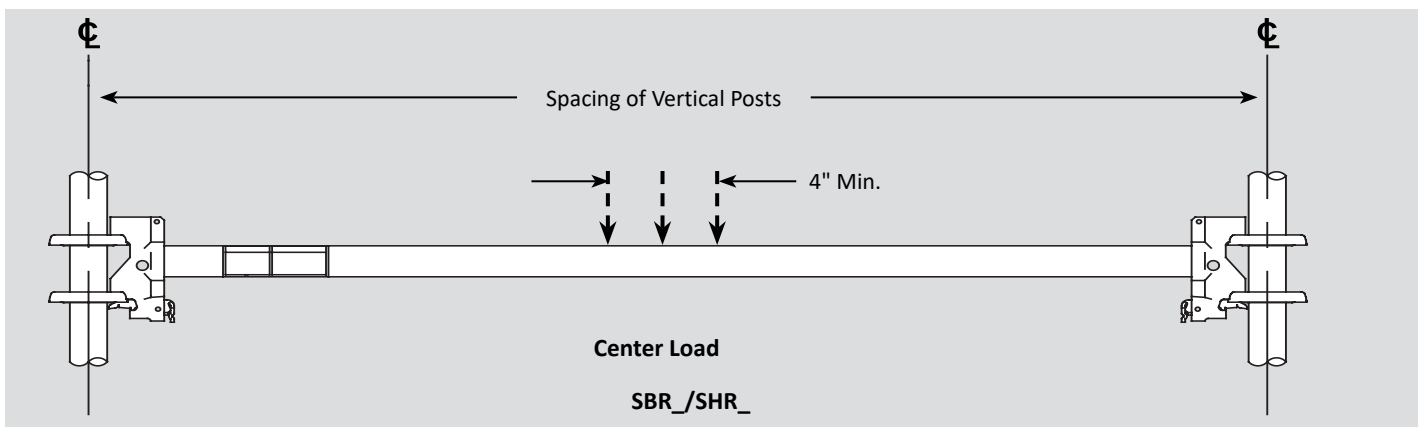 ℄ ℄
Spacing of Vertical Posts
4" Min.
Center Load
SBR_/SHR_